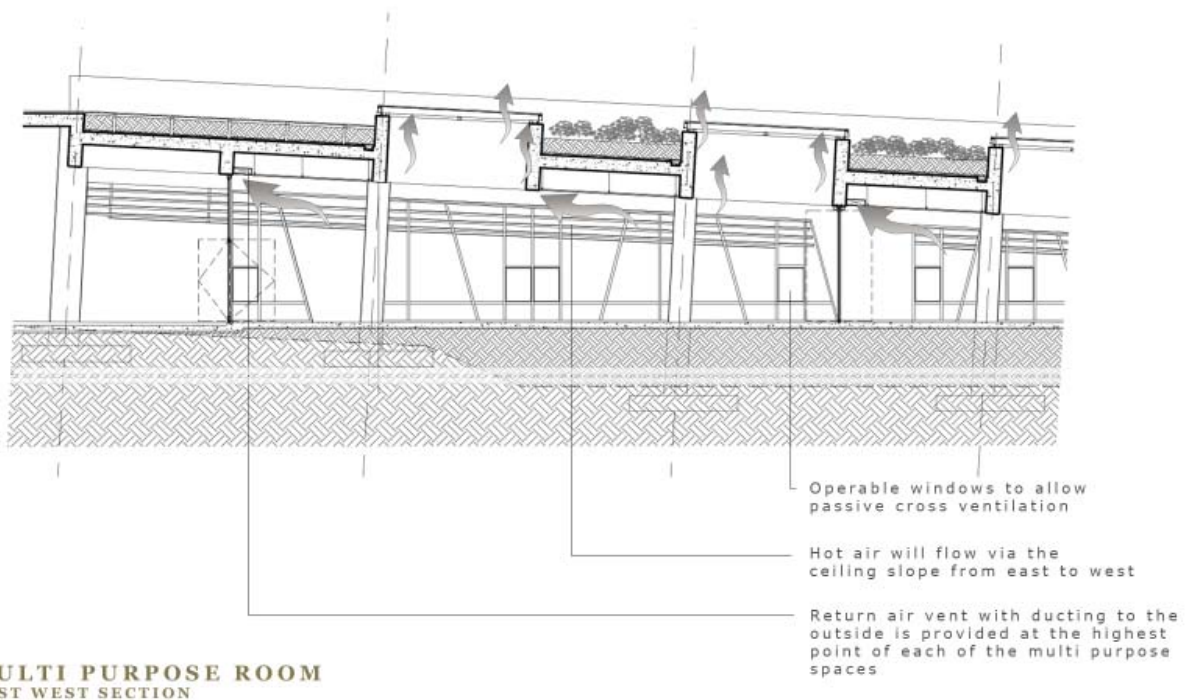 Operable windows to allow
passive cross ventilation
Hot air will flow via the
ceiling slope from east to west
Return air vent with ducting to the
outside is provided at the highest
point of each of the multi purpose
spaces
ULTI PURPOSE ROOM
ST WEST SECTION